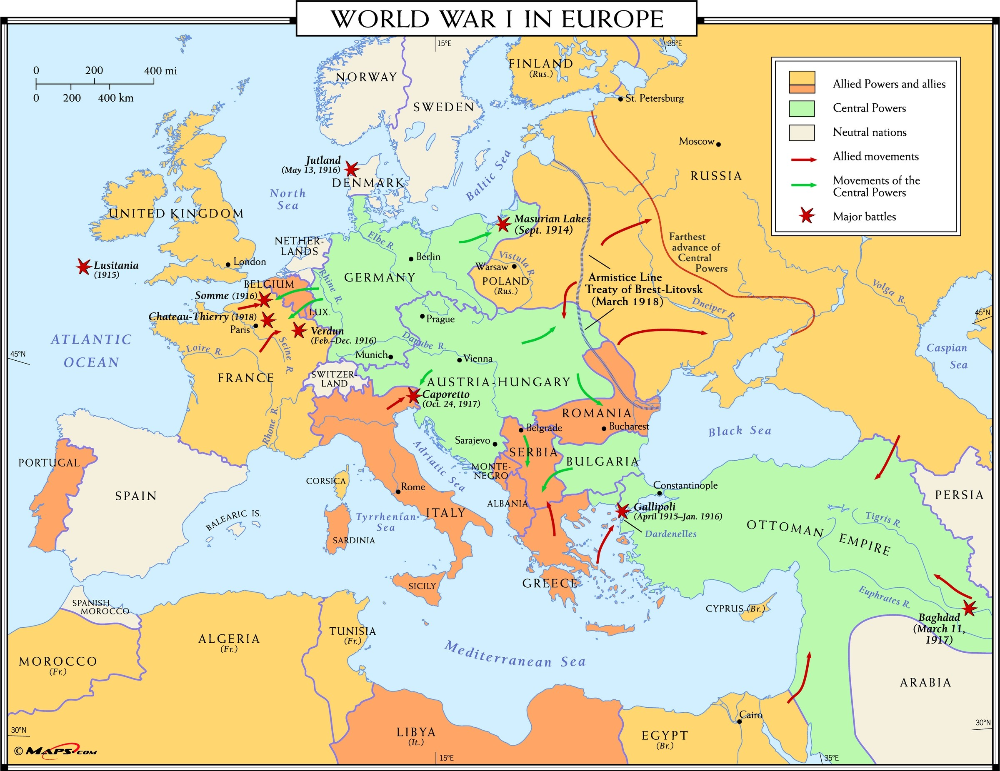 WORLD WAR I IN EUROPE
15°E
35°E
0 200 400 mi
0 200 400 km
NORWAY
SWEDEN
FINLAND
(Rus.)
St. Petersburg
Moscow
RUSSIA
Allied Powers and allies
Central Powers
Neutral nations
Allied movements
Movements of the
Central Powers
Major battles
Jutland
(May 13, 1916)
DENMARK
North
Sea
Baltic Sea
UNITED KINGDOM
London
Lusitania
(1915)
NETHER-
LANDS
Elbe R.
Berlin
GERMANY
Rhine R.
Masurian Lakes
(Sept. 1914)
Vistula R.
Warsaw
POLAND
(Rus.)
Farthest
advance of
Central
Powers
Armistice Line
Treaty of Brest-Litovsk
(March 1918)
Dneiper R.
Volga R.
45°N
Caspian
Sea
BELGIUM
Somme (1916)
LUX.
Chateau-Thierry (1918)
Paris
Verdun
(Feb.–Dec. 1916)
Prague
Danube R.
Munich
Vienna
ATLANTIC
OCEAN
45°N
Loire R.
Seine R.
FRANCE
SWITZER-
LAND
AUSTRIA-HUNGARY
Caporetto
(Oct. 24, 1917)
Rhone R.
ROMANIA
Bucharest
Belgrade
Sarajevo
SERBIA
BULGARIA
Black Sea
MONTE-
NEGRO
Adriatic Sea
PORTUGAL
SPAIN
CORSICA
Rome
ITALY
ALBANIA
Constantinople
Gallipoli
(April 1915–Jan. 1916)
Dardenelles
PERSIA
BALEARIC IS.
Tyrrhenian
Sea
SARDINIA
OTTOMAN EMPIRE
Tigris R.
Euphrates R.
SICILY
GREECE
CYPRUS (Br.)
Baghdad
(March 11,
1917)
SPANISH
MOROCCO
ALGERIA
(Fr.)
TUNISIA
(Fr.)
MOROCCO
(Fr.)
Mediterranean Sea
ARABIA
30°N
LIBYA
(It.)
EGYPT
(Br.)
Cairo
30°N
© MAPS.COM
15°E
35°E